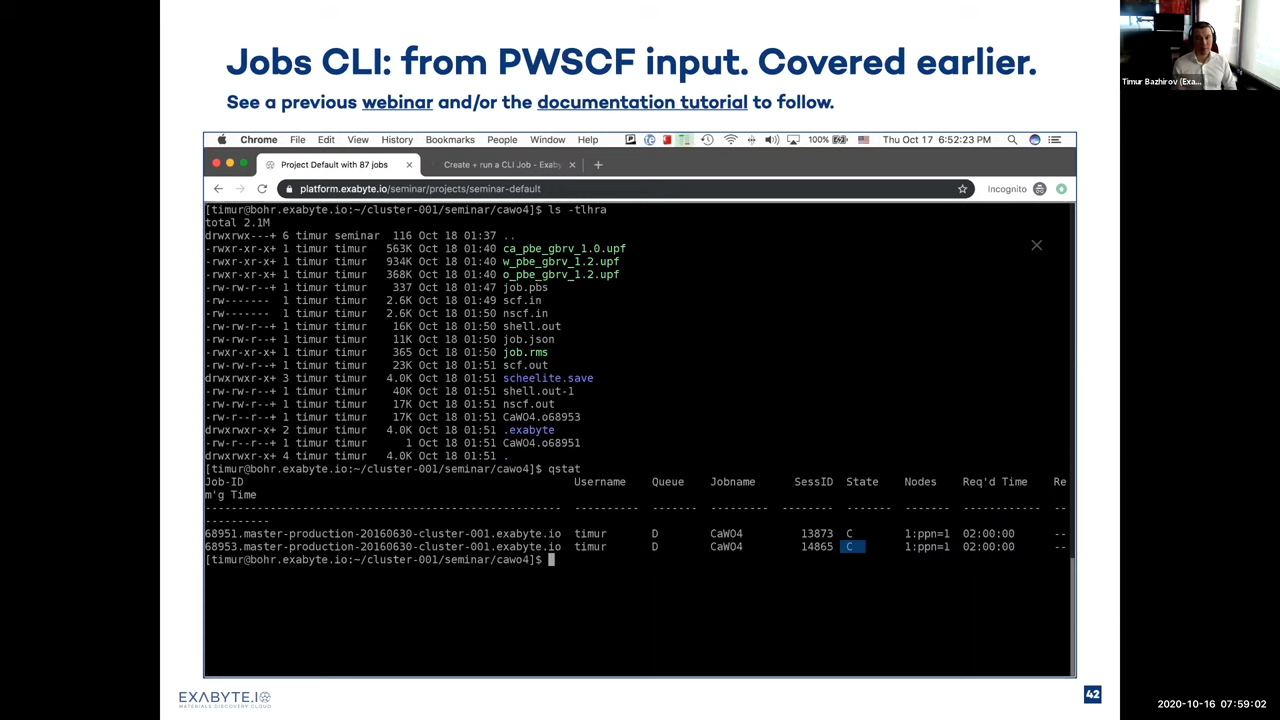 Jobs CLI: from PWSCF input. Covered earlier.
See a previous webinar and/or the documentation tutorial to follow.
Timur Bazhirov (Exa...
Chrome File Edit View History Bookmarks People Window Help 100% Thu Oct 17 6:52:23 PM
Project Default with 87 jobs Create + run a CLI Job - Exaby
platform.exabyte.io/seminar/projects/seminar-default Incognito
[timur@bohr.exabyte.io:~/cluster-001/seminar/cawo4]$ ls -tlhra
total 2.1M
drwxrwx---+ 6 timur seminar 116 Oct 18 01:37 ..
-rwxr-xr-x+ 1 timur timur 563K Oct 18 01:40 ca_pbe_gbrv_1.0.upf
-rwxr-xr-x+ 1 timur timur 934K Oct 18 01:40 w_pbe_gbrv_1.2.upf
-rwxr-xr-x+ 1 timur timur 368K Oct 18 01:40 o_pbe_gbrv_1.2.upf
-rw-rw-r--+ 1 timur timur 337 Oct 18 01:47 job.pbs
-rw------- 1 timur timur 2.6K Oct 18 01:49 scf.in
-rw------- 1 timur timur 2.6K Oct 18 01:50 nscf.in
-rw-rw-r--+ 1 timur timur 16K Oct 18 01:50 shell.out
-rw-rw-r--+ 1 timur timur 11K Oct 18 01:50 job.json
-rwxr-xr-x+ 1 timur timur 365 Oct 18 01:50 job.rms
-rw-rw-r--+ 1 timur timur 23K Oct 18 01:51 scf.out
drwxrwxr-x+ 3 timur timur 4.0K Oct 18 01:51 scheelite.save
-rw-rw-r--+ 1 timur timur 40K Oct 18 01:51 shell.out-1
-rw-rw-r--+ 1 timur timur 17K Oct 18 01:51 nscf.out
-rw-rw-r--+ 1 timur timur 17K Oct 18 01:51 CaWO4.o68953
drwxrwxr-x+ 2 timur timur 4.0K Oct 18 01:51 .exabyte
-rw-r--r--+ 1 timur timur 1 Oct 18 01:51 CaWO4.o68951
drwxrwxr-x+ 4 timur timur 4.0K Oct 18 01:51 .
[timur@bohr.exabyte.io:~/cluster-001/seminar/cawo4]$ qstat
Job-ID Username Queue Jobname SessID State Nodes Req'd Time Re
m'g Time
68951.master-production-20160630-cluster-001.exabyte.io timur D CaWO4 13873 C 1:ppn=1 02:00:00 --
68953.master-production-20160630-cluster-001.exabyte.io timur D CaWO4 14865 C 1:ppn=1 02:00:00 --
[timur@bohr.exabyte.io:~/cluster-001/seminar/cawo4]$
EXABYTE.IO
MATERIALS DISCOVERY CLOUD
42
2020-10-16 07:59:02